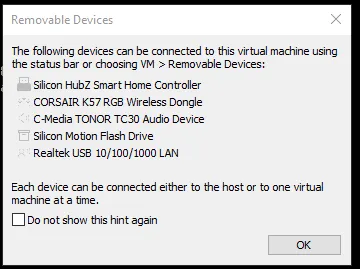 Removable Devices
The following devices can be connected to this virtual machine using
the status bar or choosing VM > Removable Devices:
Silicon HubZ Smart Home Controller
CORSAIR K57 RGB Wireless Dongle
C-Media TONOR TC30 Audio Device
Silicon Motion Flash Drive
Realtek USB 10/100/1000 LAN
Each device can be connected either to the host or to one virtual
machine at a time.
Do not show this hint again
OK